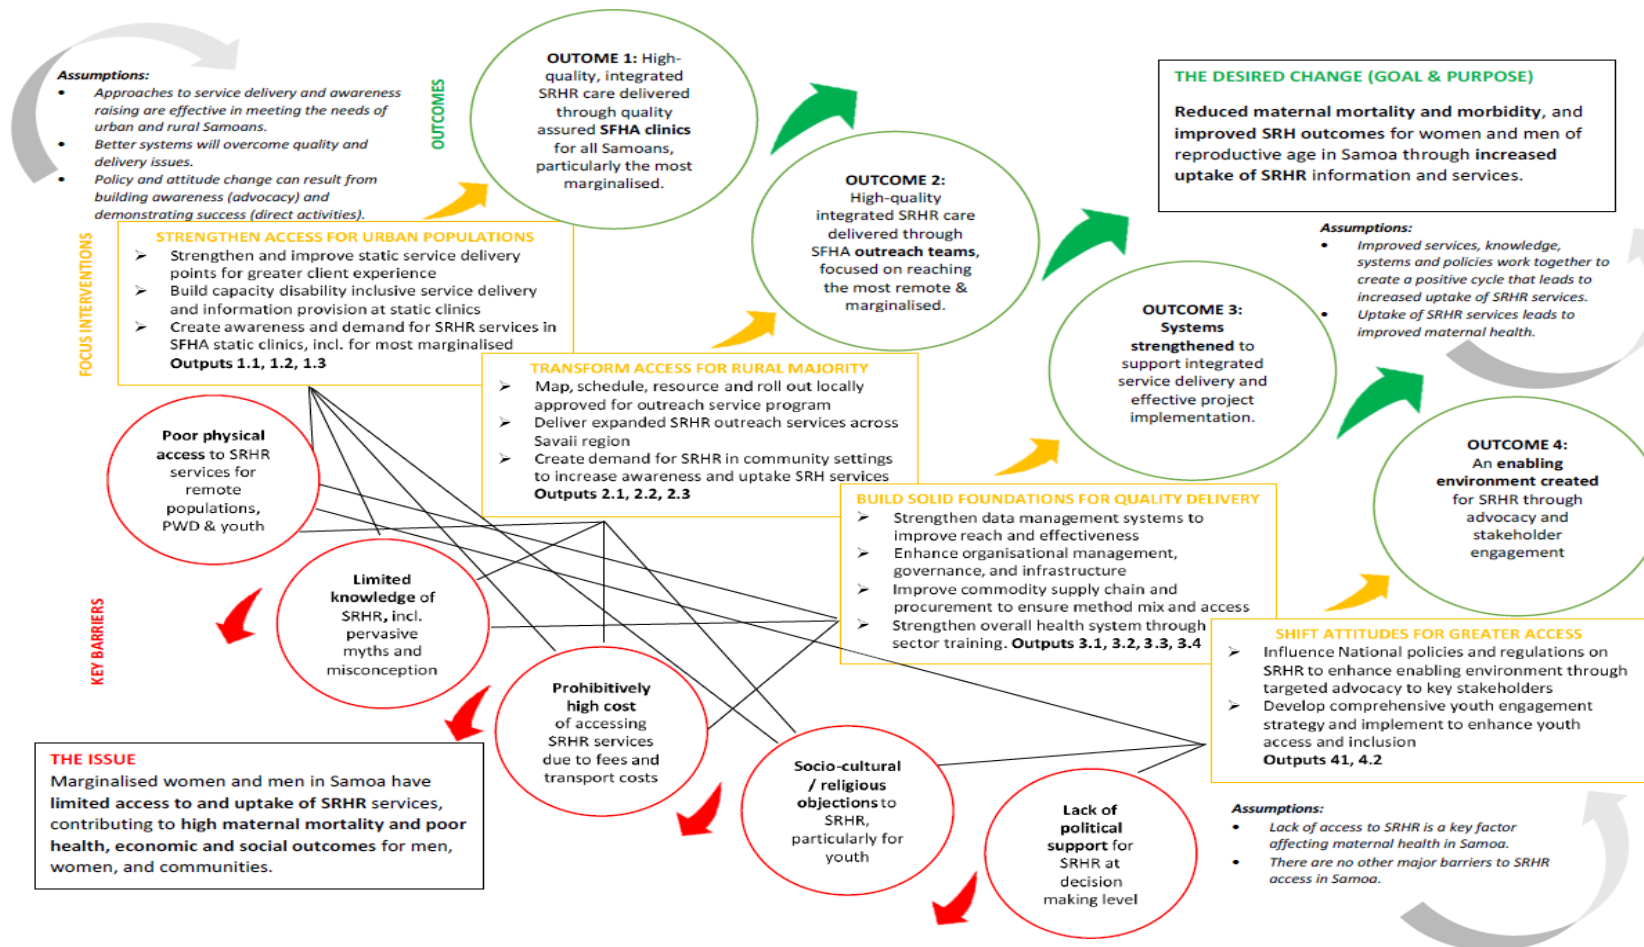 Assumptions:
• Approaches to service delivery and awareness
raising are effective in meeting the needs of
urban and rural Samoans.
• Better systems will overcome quality and
delivery issues.
• Policy and attitude change can result from
building awareness (advocacy) and
demonstrating success (direct activities).
OUTCOMES
OUTOME 1: High-
quality, integrated
SRHR care delivered
through quality
assured SFHA clinics
for all Samoans,
particularly the most
marginalised.
OUTCOME 2:
High-quality
integrated SRHR care
delivered through
SFHA outreach teams,
focused on reaching
the most remote &
marginalised.
OUTCOME 3:
Systems
strengthened to
support integrated
service delivery and
effective project
implementation.
OUTCOME 4:
An enabling
environment created
for SRHR through
advocacy and
stakeholder
engagement
THE DESIRED CHANGE (GOAL & PURPOSE)
Reduced maternal mortality and morbidity, and
improved SRH outcomes for women and men of
reproductive age in Samoa through increased
uptake of SRHR information and services.
Assumptions:
• Improved services, knowledge,
systems and policies work together to
create a positive cycle that leads to
increased uptake of SRHR services.
• Uptake of SRHR services leads to
improved maternal health.
FOCUS INTERVENTIONS
STRENGTHEN ACCESS FOR URBAN POPULATIONS
➢ Strengthen and improve static service delivery
points for greater client experience
➢ Build capacity disability inclusive service delivery
and information provision at static clinics
➢ Create awareness and demand for SRHR services in
SFHA static clinics, incl. for most marginalised
Outputs 1.1, 1.2, 1.3
TRANSFORM ACCESS FOR RURAL MAJORITY
➢ Map, schedule, resource and roll out locally
approved for outreach service program
➢ Deliver expanded SRHR outreach services across
Savaii region
➢ Create demand for SRHR in community settings
to increase awareness and uptake SRH services
Outputs 2.1, 2.2, 2.3
BUILD SOLID FOUNDATIONS FOR QUALITY DELIVERY
➢ Strengthen data management systems to
improve reach and effectiveness
➢ Enhance organisational management,
governance, and infrastructure
➢ Improve commodity supply chain and
procurement to ensure method mix and access
➢ Strengthen overall health system through
sector training. Outputs 3.1, 3.2, 3.3, 3.4
SHIFT ATTITUDES FOR GREATER ACCESS
➢ Influence National policies and regulations on
SRHR to enhance enabling environment through
targeted advocacy to key stakeholders
➢ Develop comprehensive youth engagement
strategy and implement to enhance youth
access and inclusion
Outputs 41, 4.2
KEY BARRIERS
Poor physical
access to SRHR
services for
remote
populations,
PWD & youth
Limited
knowledge of
SRHR, incl.
pervasive
myths and
misconception
Prohibitively
high cost
of accessing
SRHR services
due to fees and
transport costs
Socio-cultural
/ religious
objections to
SRHR,
particularly for
youth
Lack of
political
support for
SRHR at
decision
making level
THE ISSUE
Marginalised women and men in Samoa have
limited access to and uptake of SRHR services,
contributing to high maternal mortality and poor
health, economic and social outcomes for men,
women, and communities.
Assumptions:
• Lack of access to SRHR is a key factor
affecting maternal health in Samoa.
• There are no other major barriers to SRHR
access in Samoa.